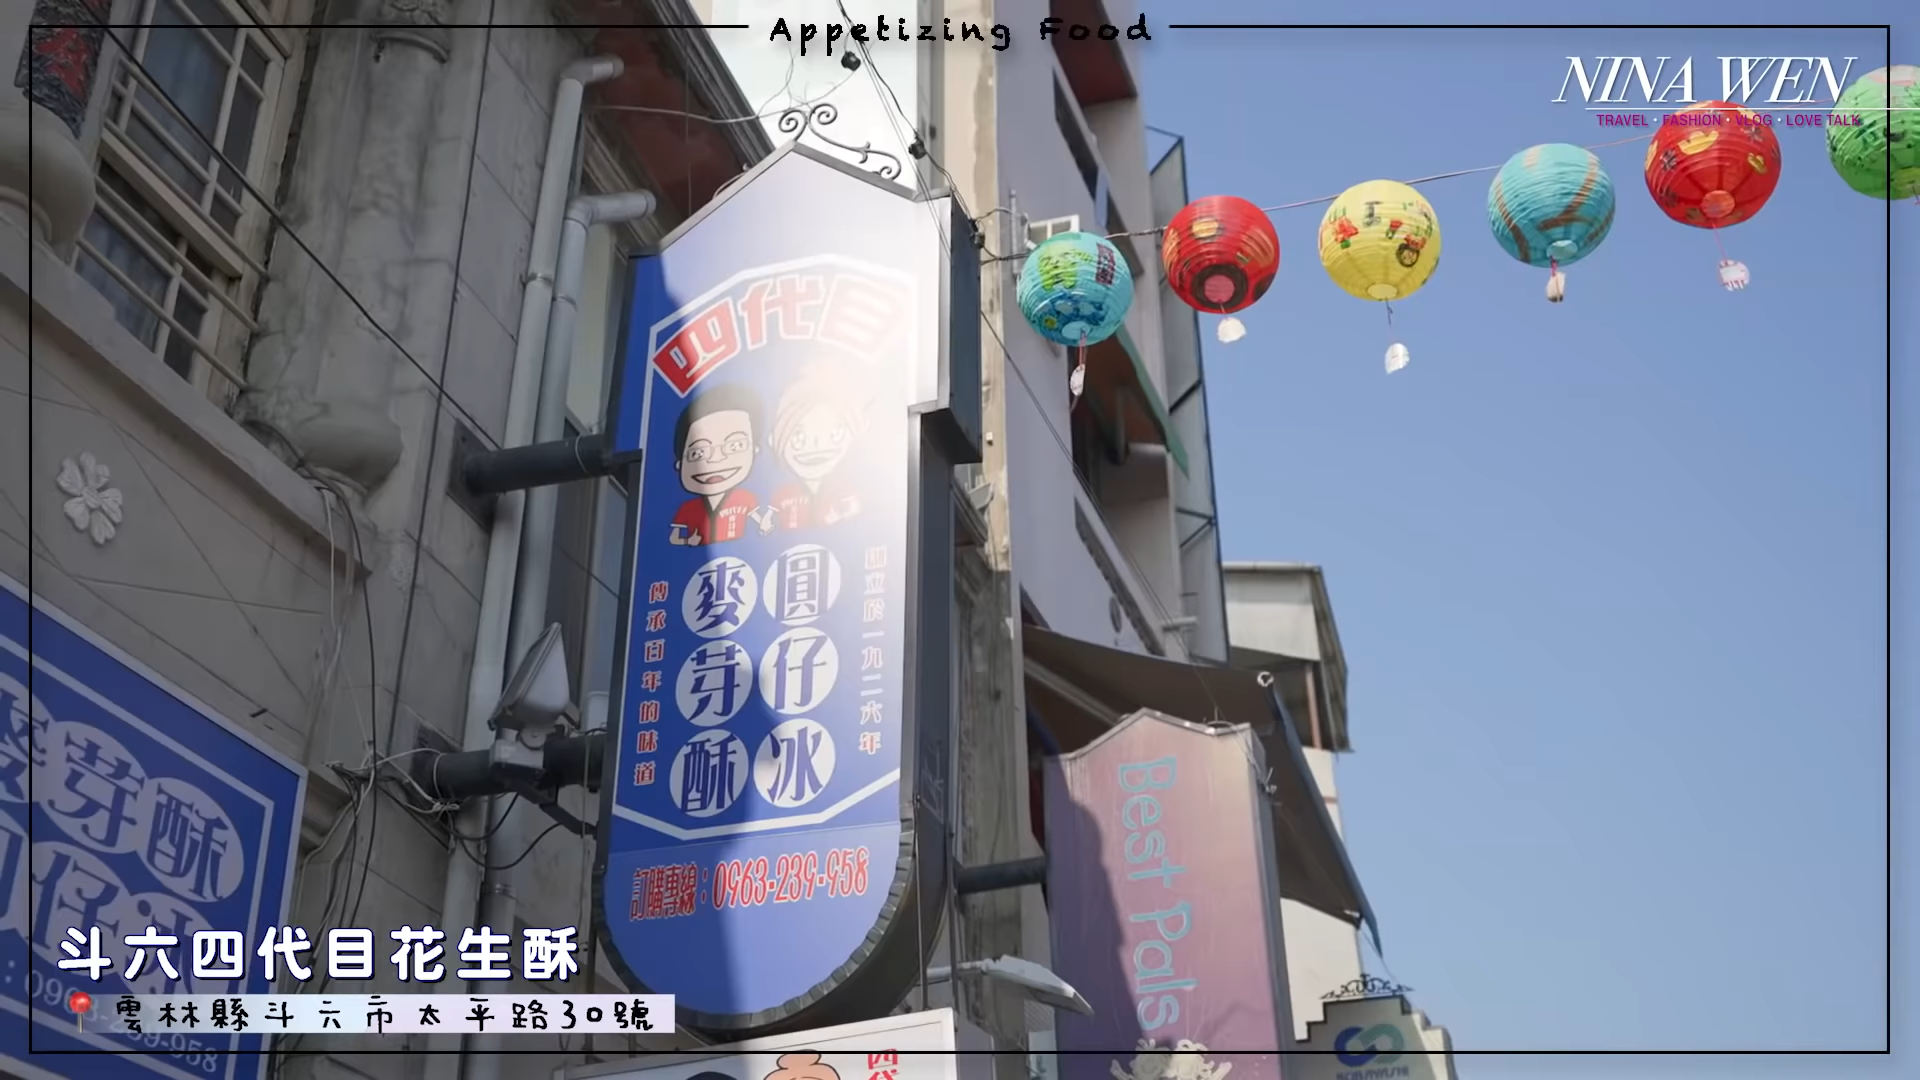 Appetizing Food
NINA WEN
TRAVEL • FASHION • VLOG • LOVE TALK
四代目
圓仔冰
麥芽酥
創立於一九二六年
傳承百年的味道
訂購專線：0963-239-958
麥芽酥
Best Pals
斗六四代目花生酥
雲林縣斗六市太平路30號
四代